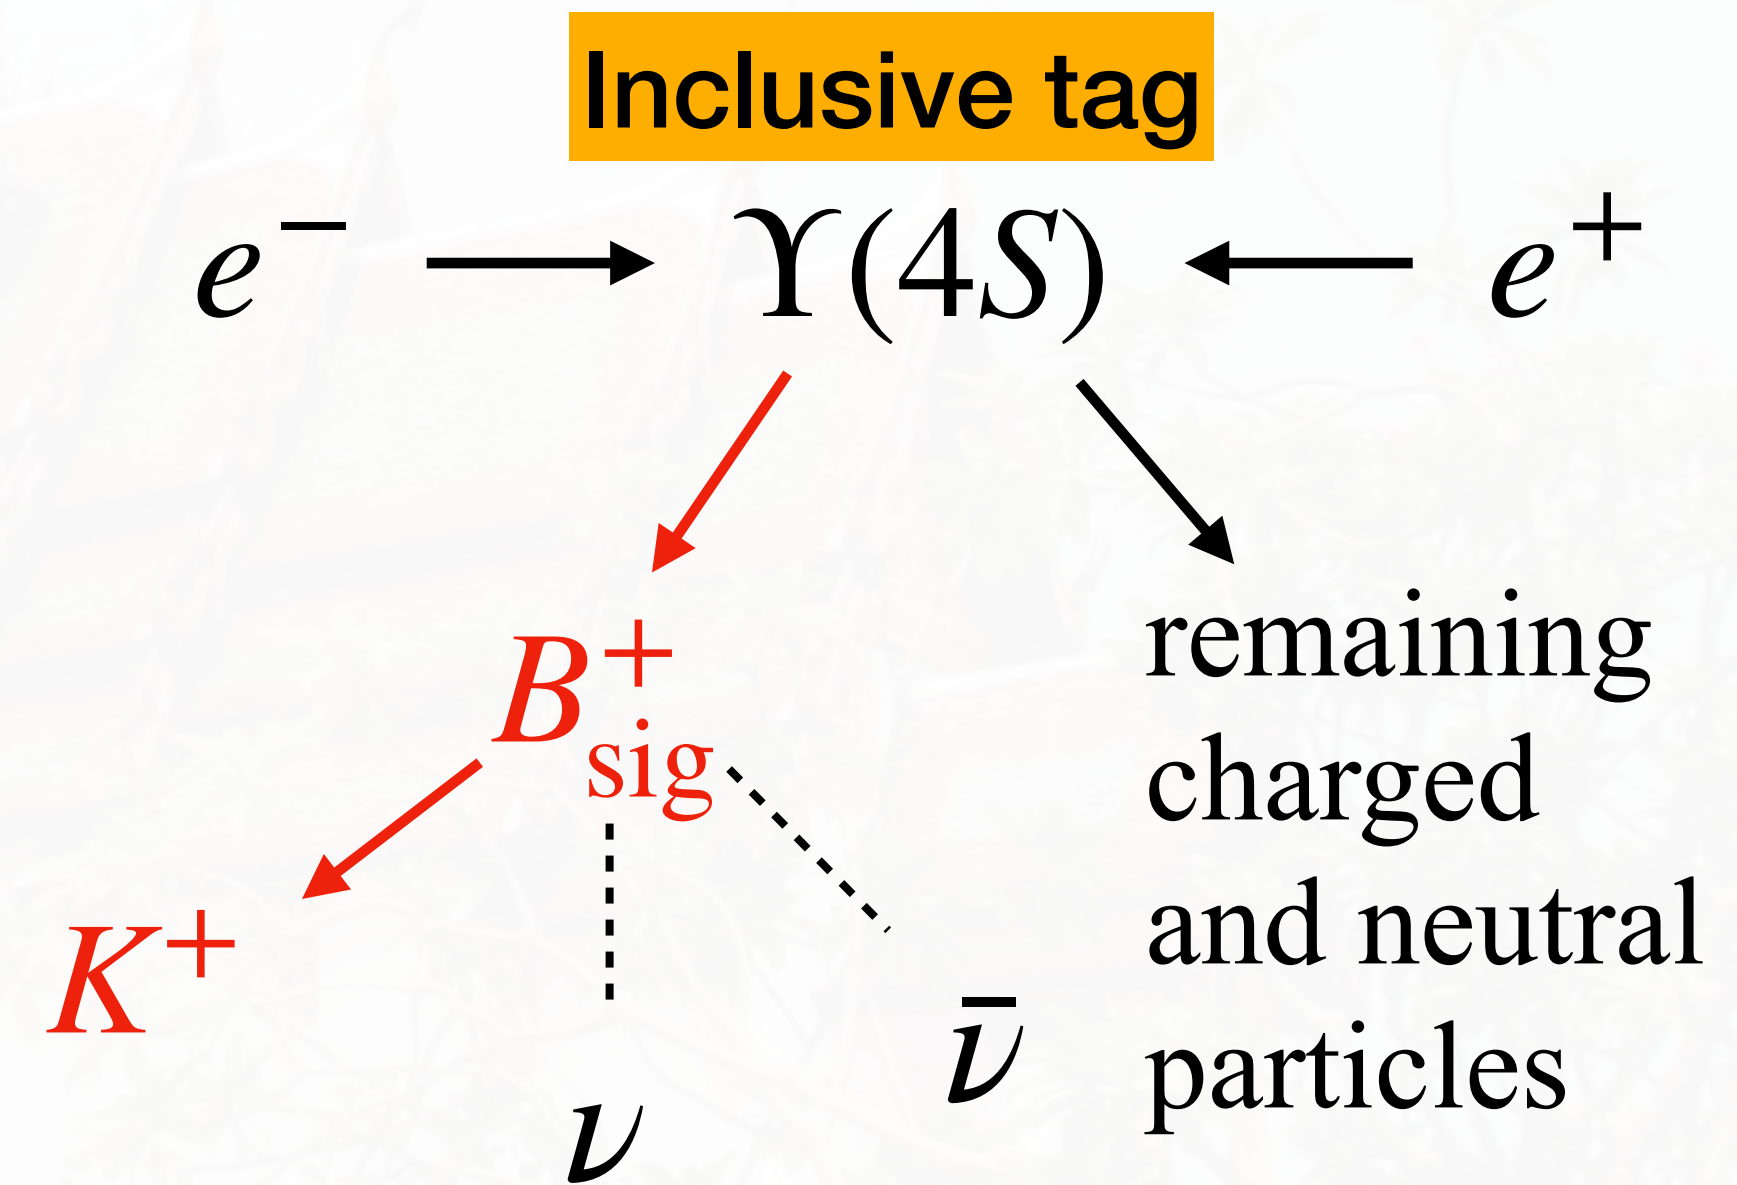 Inclusive tag
e⁻ → ϒ(4S) ← e⁺
B⁺sig
remaining
charged
and neutral
particles
K⁺
ν
ν̄